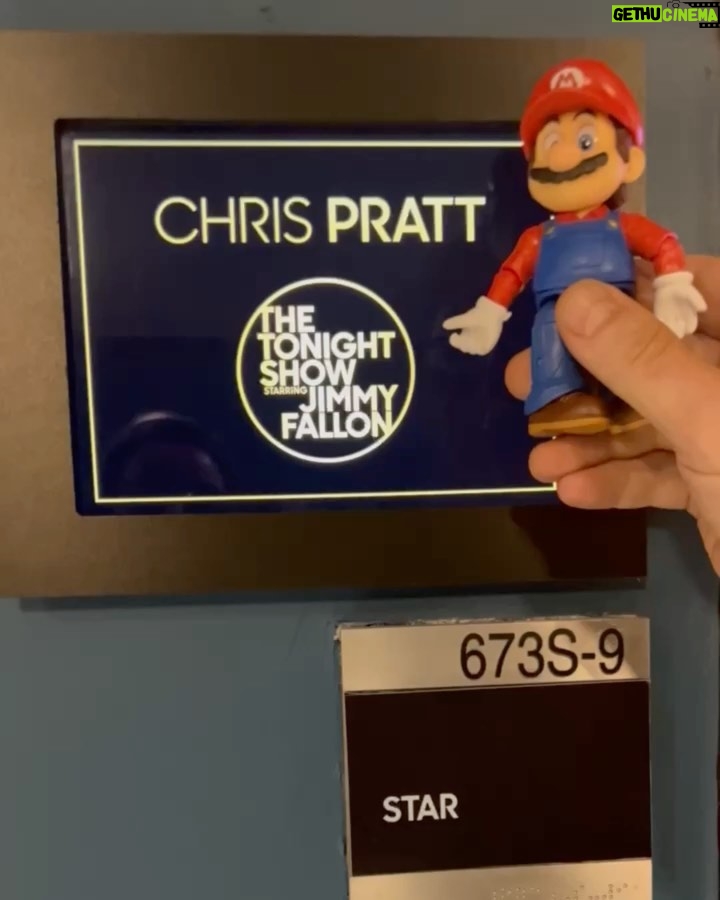 GETHUCINEMA
M
CHRIS PRATT
THE
TONIGHT
SHOW
STARRING JIMMY
FALLON
673S-9
STAR